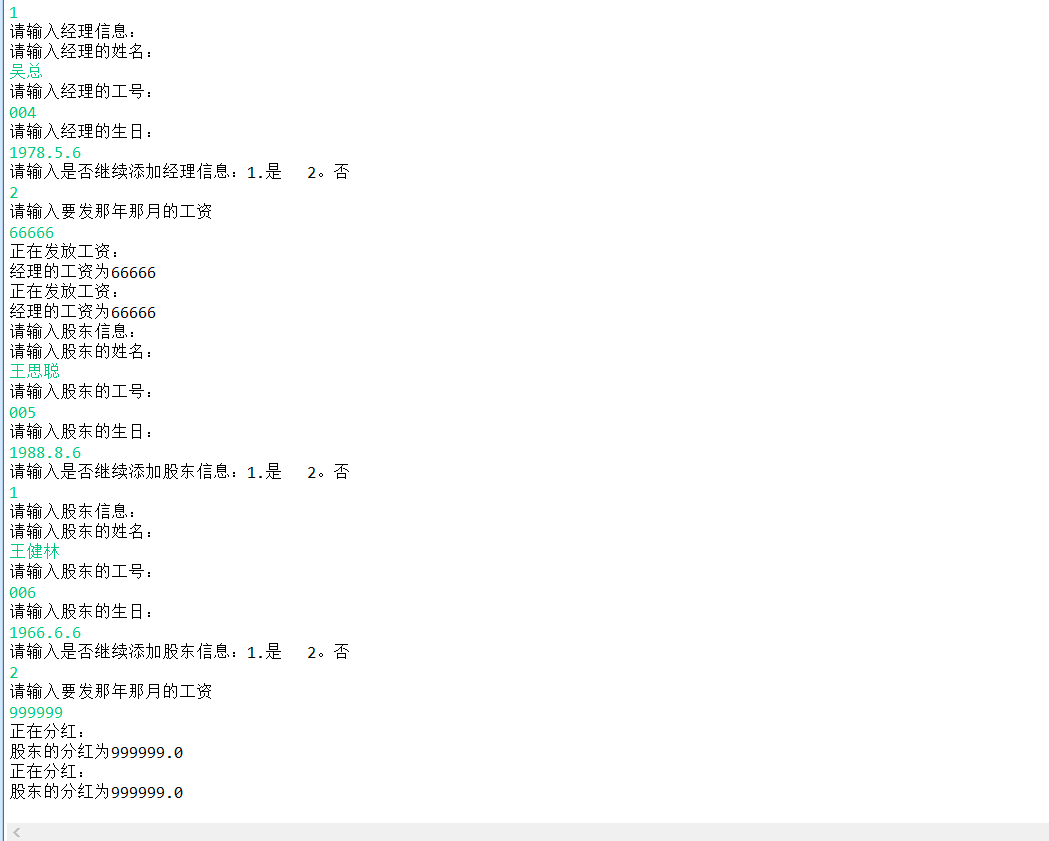 1
请输入经理信息：
请输入经理的姓名：
吴总
请输入经理的工号：
004
请输入经理的生日：
1978.5.6
请输入是否继续添加经理信息：1.是   2。否
2
请输入要发那年那月的工资
66666
正在发放工资：
经理的工资为66666
正在发放工资：
经理的工资为66666
请输入股东信息：
请输入股东的姓名：
王思聪
请输入股东的工号：
005
请输入股东的生日：
1988.8.6
请输入是否继续添加股东信息：1.是   2。否
1
请输入股东信息：
请输入股东的姓名：
王健林
请输入股东的工号：
006
请输入股东的生日：
1966.6.6
请输入是否继续添加股东信息：1.是   2。否
2
请输入要发那年那月的工资
999999
正在分红：
股东的分红为999999.0
正在分红：
股东的分红为999999.0